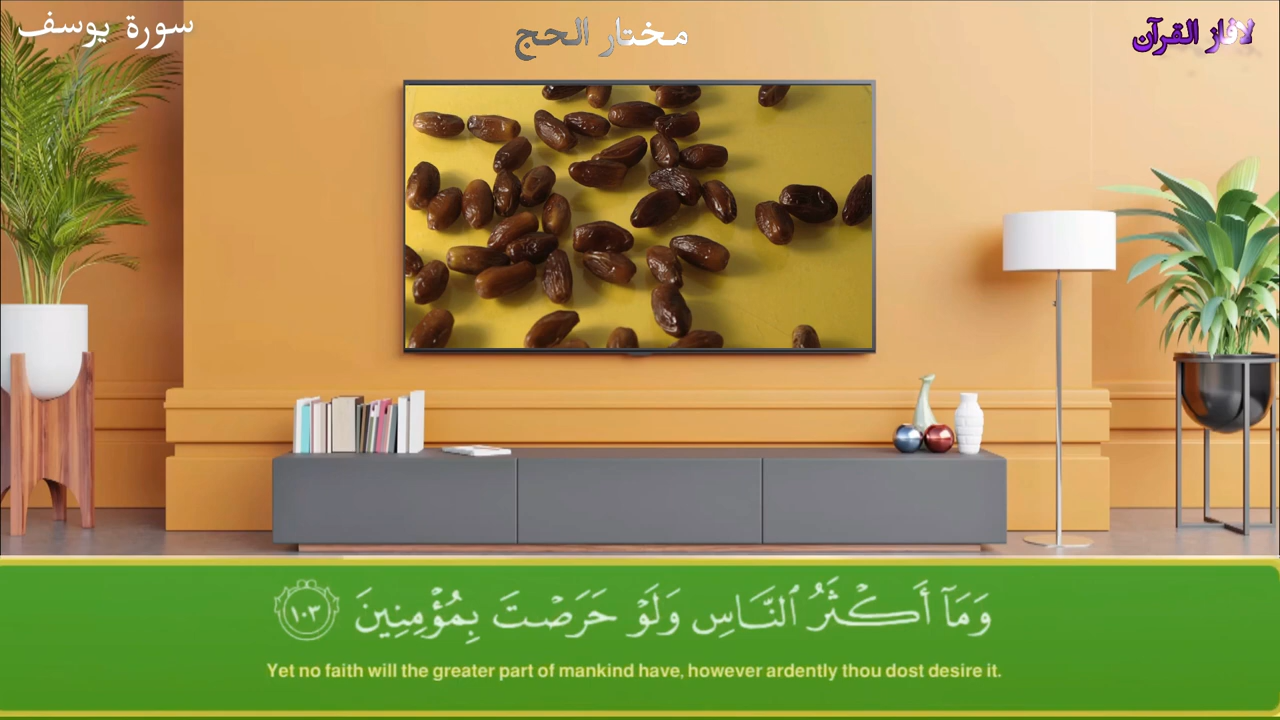 سورة يوسف
مختار الحج
لافاز القرآن
وَمَآ أَكْثَرُ ٱلنَّاسِ وَلَوْ حَرَصْتَ بِمُؤْمِنِينَ ١٠٣
Yet no faith will the greater part of mankind have, however ardently thou dost desire it.